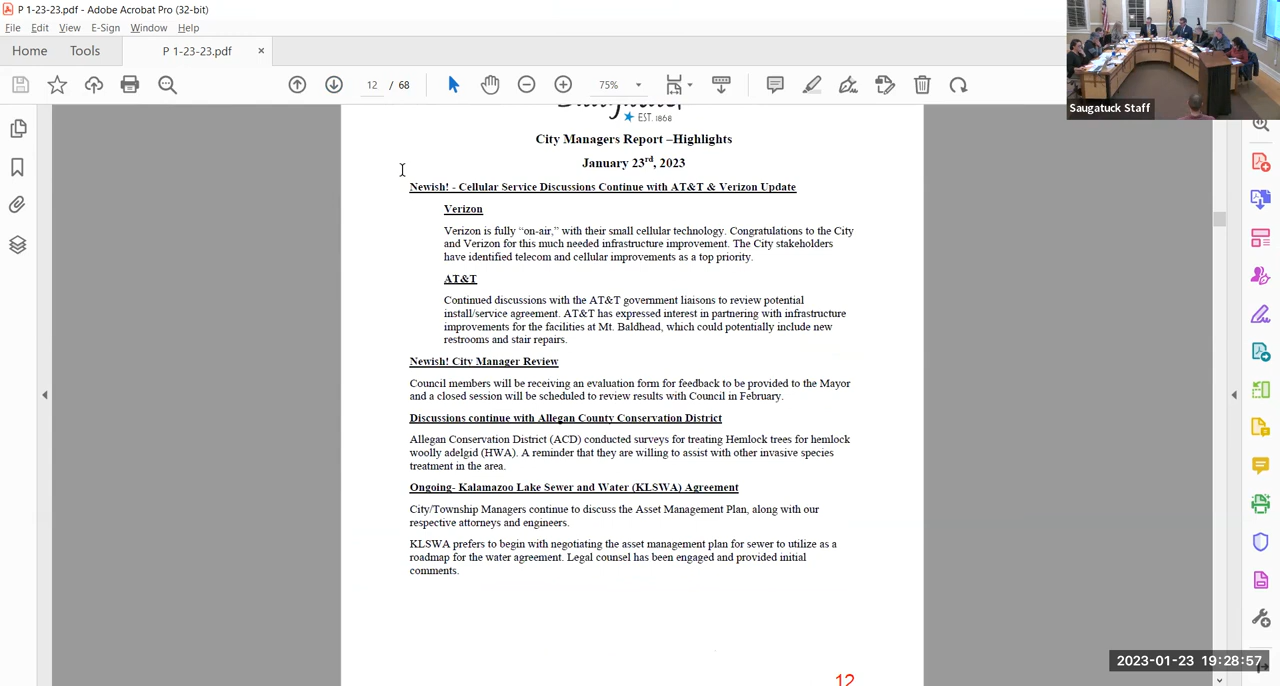 P 1-23-23.pdf - Adobe Acrobat Pro (32-bit)
File Edit View E-Sign Window Help
Home Tools P 1-23-23.pdf ×
12 / 68 75%
Saugatuck Staff
EST. 1868
City Managers Report –Highlights
January 23rd, 2023
Newish! - Cellular Service Discussions Continue with AT&T & Verizon Update
Verizon
Verizon is fully “on-air,” with their small cellular technology. Congratulations to the City
and Verizon for this much needed infrastructure improvement. The City stakeholders
have identified telecom and cellular improvements as a top priority.
AT&T
Continued discussions with the AT&T government liaisons to review potential
install/service agreement. AT&T has expressed interest in partnering with infrastructure
improvements for the facilities at Mt. Baldhead, which could potentially include new
restrooms and stair repairs.
Newish! City Manager Review
Council members will be receiving an evaluation form for feedback to be provided to the Mayor
and a closed session will be scheduled to review results with Council in February.
Discussions continue with Allegan County Conservation District
Allegan Conservation District (ACD) conducted surveys for treating Hemlock trees for hemlock
woolly adelgid (HWA). A reminder that they are willing to assist with other invasive species
treatment in the area.
Ongoing- Kalamazoo Lake Sewer and Water (KLSWA) Agreement
City/Township Managers continue to discuss the Asset Management Plan, along with our
respective attorneys and engineers.
KLSWA prefers to begin with negotiating the asset management plan for sewer to utilize as a
roadmap for the water agreement. Legal counsel has been engaged and provided initial
comments.
12
2023-01-23 19:28:57